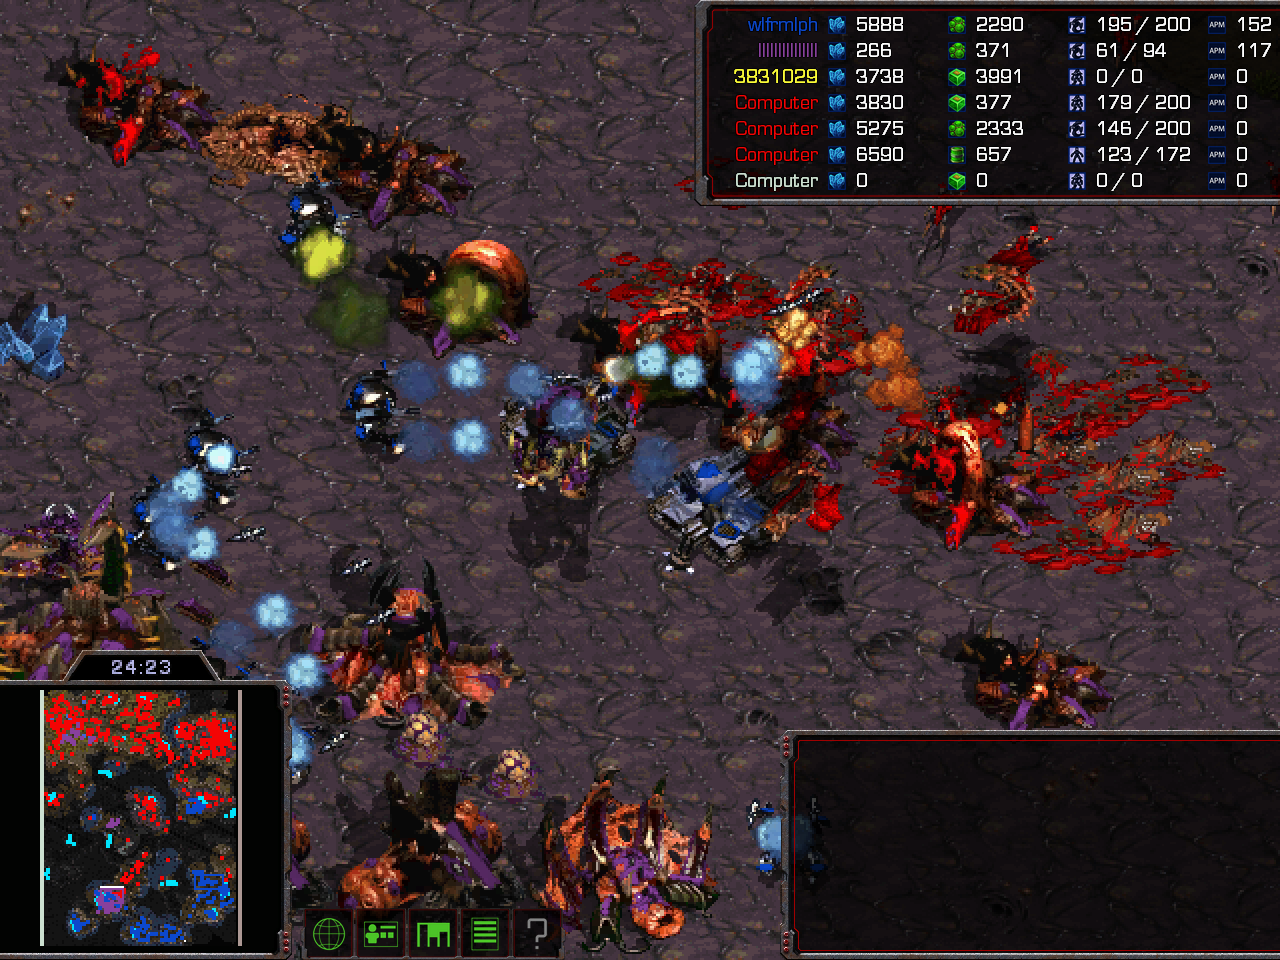 wlfrmlph 5888 2290 195 / 200 APM 152
266 371 61 / 94 APM 117
3831029 3738 3991 0 / 0 APM 0
Computer 3830 377 179 / 200 APM 0
Computer 5275 2333 146 / 200 APM 0
Computer 6590 657 123 / 172 APM 0
Computer 0 0 0 / 0 APM 0
24:23
?